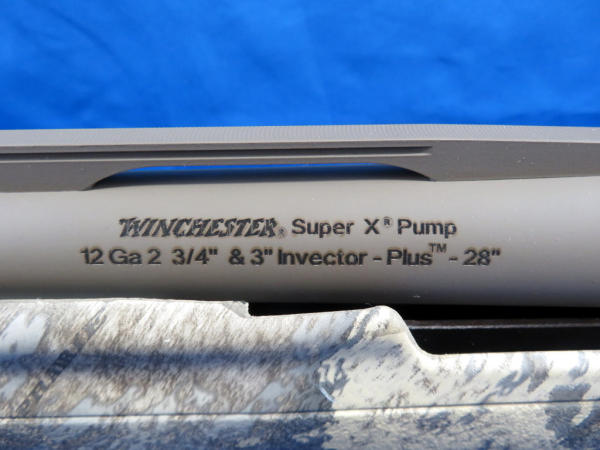 WINCHESTER® Super X® Pump
12 Ga 2 3/4" & 3" Invector - Plus™ - 28"